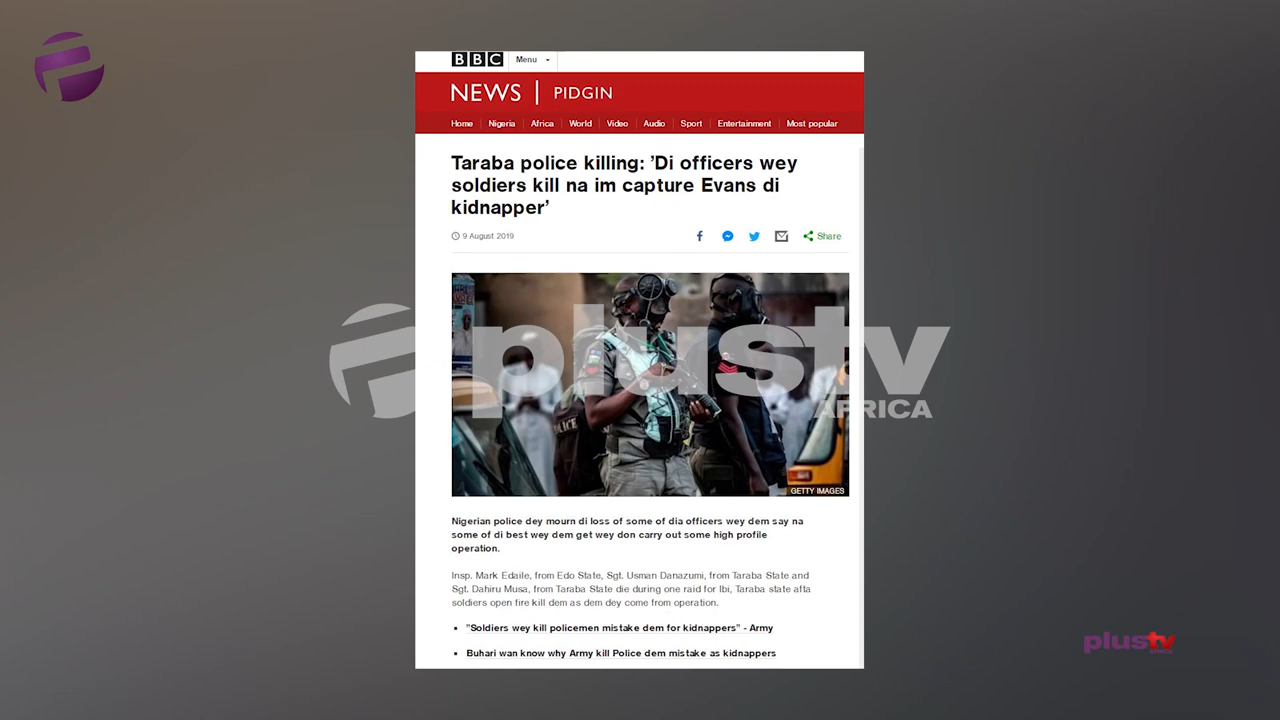 BBC Menu
NEWS | PIDGIN
Home Nigeria Africa World Video Audio Sport Entertainment Most popular
Taraba police killing: ’Di officers wey
soldiers kill na im capture Evans di
kidnapper’
9 August 2019
Share
POLICE
plustv
AFRICA
GETTY IMAGES
Nigerian police dey mourn di loss of some of dia officers wey dem say na
some of di best wey dem get wey don carry out some high profile
operation.
Insp. Mark Edaile, from Edo State, Sgt. Usman Danazumi, from Taraba State and
Sgt. Dahiru Musa, from Taraba State die during one raid for Ibi, Taraba state afta
soldiers open fire kill dem as dem dey come from operation.
"Soldiers wey kill policemen mistake dem for kidnappers" - Army
Buhari wan know why Army kill Police dem mistake as kidnappers
plustv
AFRICA